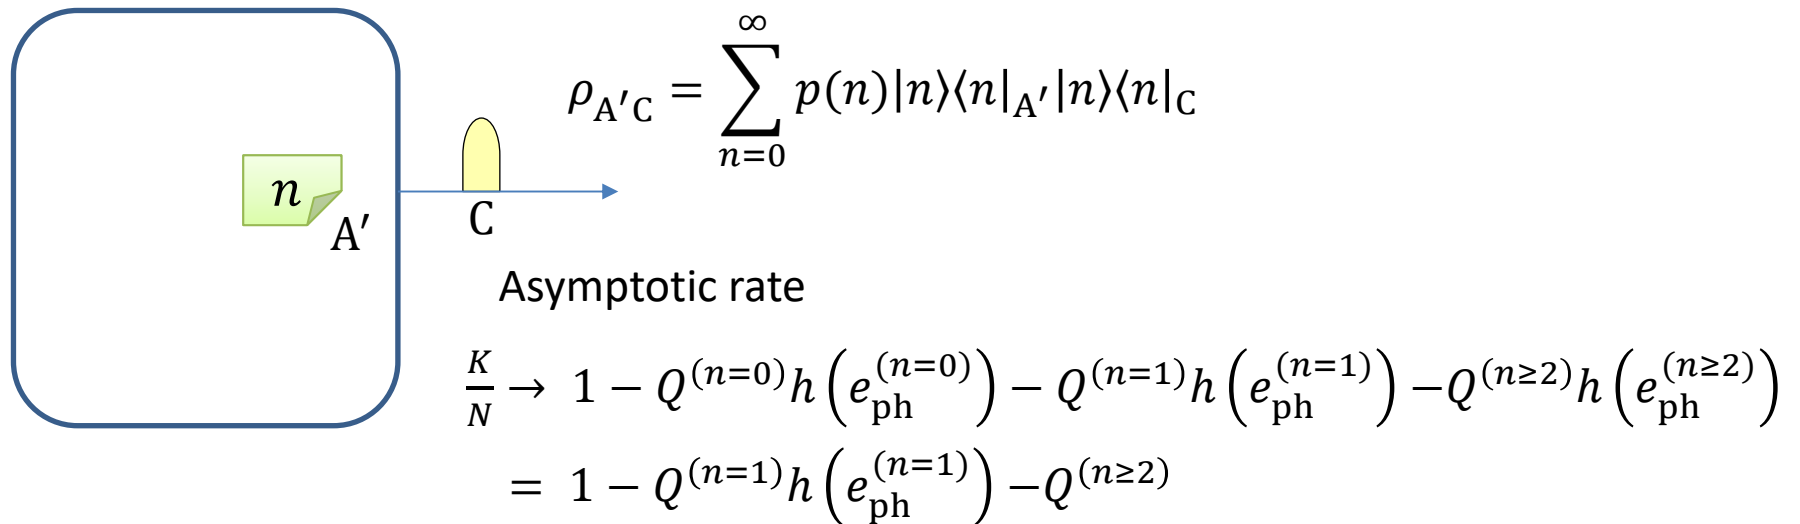 ρ_{A′C} = ∑_{n=0}^{∞} p(n)|n⟩⟨n|_{A′}|n⟩⟨n|_C
n
A′
C
Asymptotic rate
K/N → 1 − Q^{(n=0)}h(e_{ph}^{(n=0)}) − Q^{(n=1)}h(e_{ph}^{(n=1)}) −Q^{(n≥2)}h(e_{ph}^{(n≥2)})
= 1 − Q^{(n=1)}h(e_{ph}^{(n=1)}) −Q^{(n≥2)}